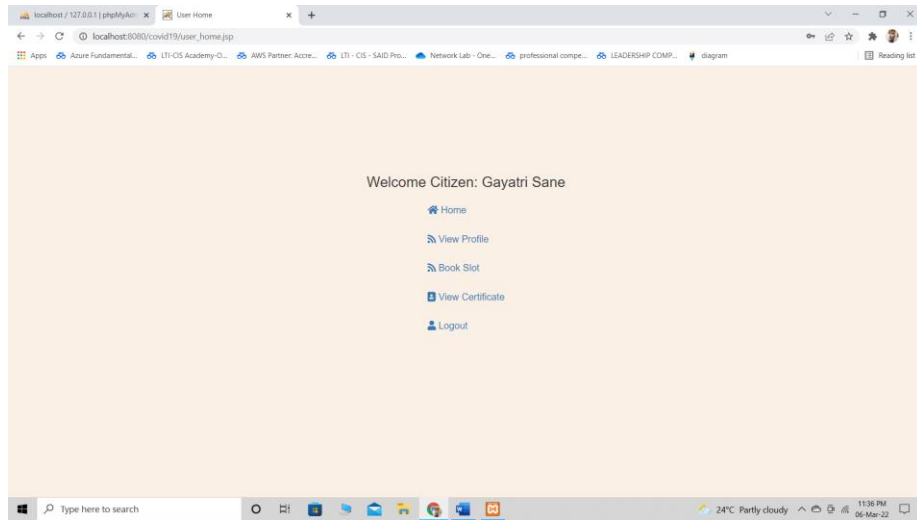 localhost / 127.0.0.1 | phpMyAdm
User Home
localhost:8080/covid19/user_home.jsp
Apps
Azure Fundamental...
LTI-CIS Academy-O...
AWS Partner: Accre...
LTI - CIS - SAID Pro...
Network Lab - One...
professional compe...
LEADERSHIP COMP...
diagram
Reading list
Welcome Citizen: Gayatri Sane
Home
View Profile
Book Slot
View Certificate
Logout
Type here to search
24°C Partly cloudy
11:36 PM
06-Mar-22